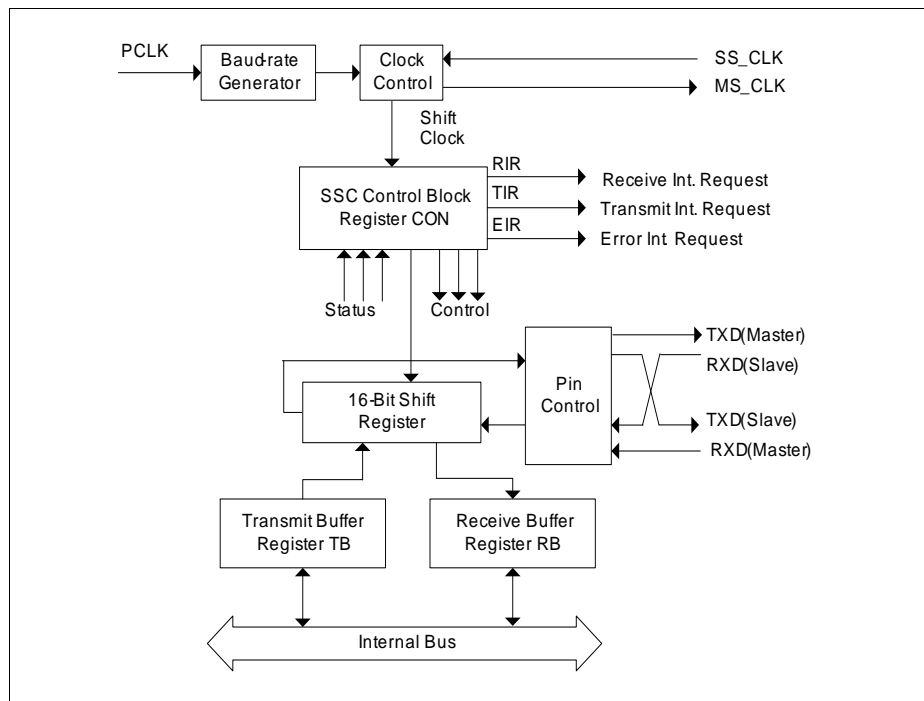 PCLK
Baud-rate
Generator
Clock
Control
SS_CLK
MS_CLK
Shift
Clock
SSC Control Block
Register CON
RIR
TIR
EIR
Receive Int. Request
Transmit Int. Request
Error Int. Request
Status
Control
TXD(Master)
RXD(Slave)
Pin
Control
16-Bit Shift
Register
TXD(Slave)
RXD(Master)
Transmit Buffer
Register TB
Receive Buffer
Register RB
Internal Bus